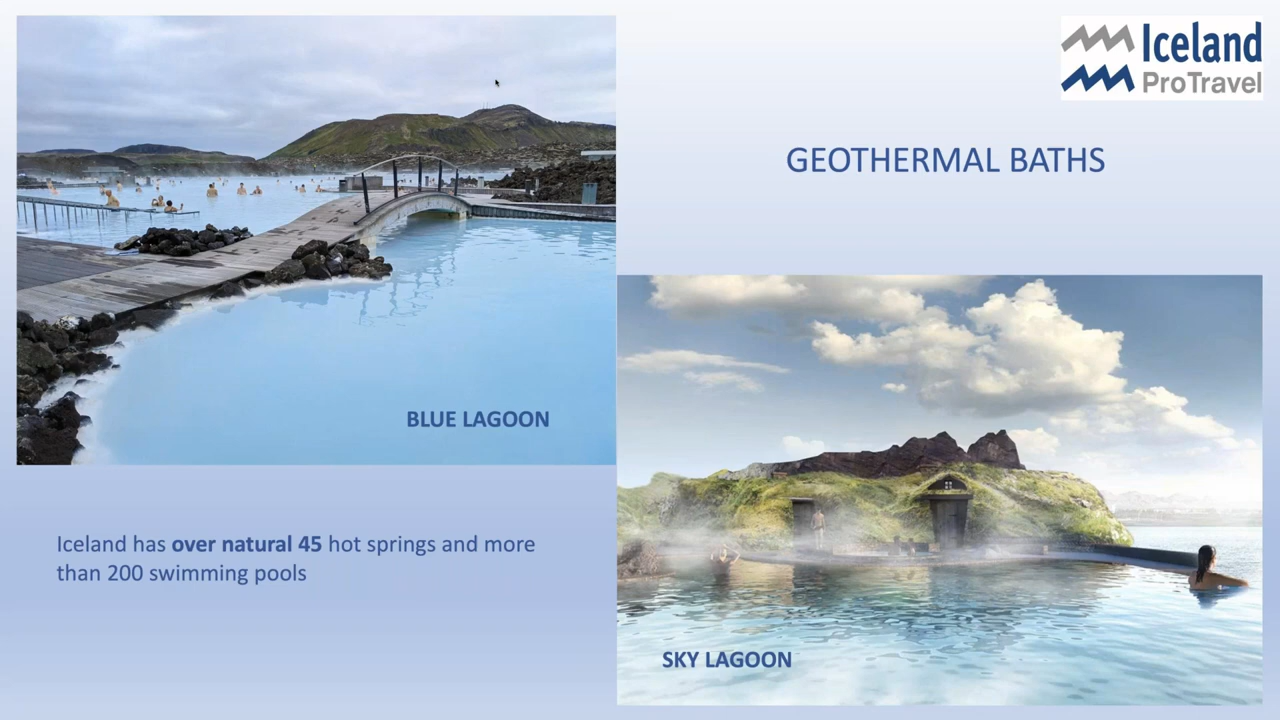 Iceland
ProTravel
GEOTHERMAL BATHS
BLUE LAGOON
Iceland has over natural 45 hot springs and more
than 200 swimming pools
SKY LAGOON